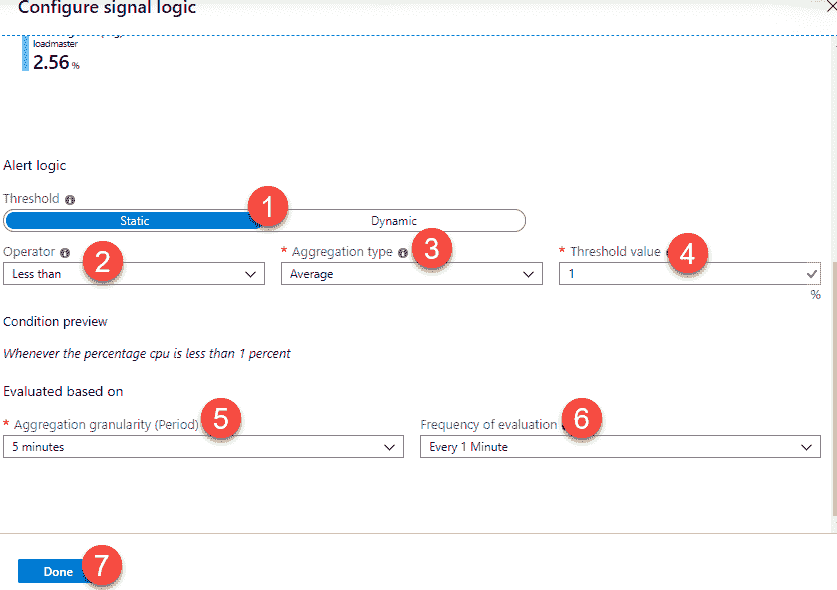 Configure signal logic
loadmaster
2.56 %
Alert logic
Threshold
1
Static Dynamic
Operator 2 * Aggregation type 3 * Threshold value 4
Less than Average 1
%
Condition preview
Whenever the percentage cpu is less than 1 percent
Evaluated based on
* Aggregation granularity (Period) 5 Frequency of evaluation 6
5 minutes Every 1 Minute
Done 7